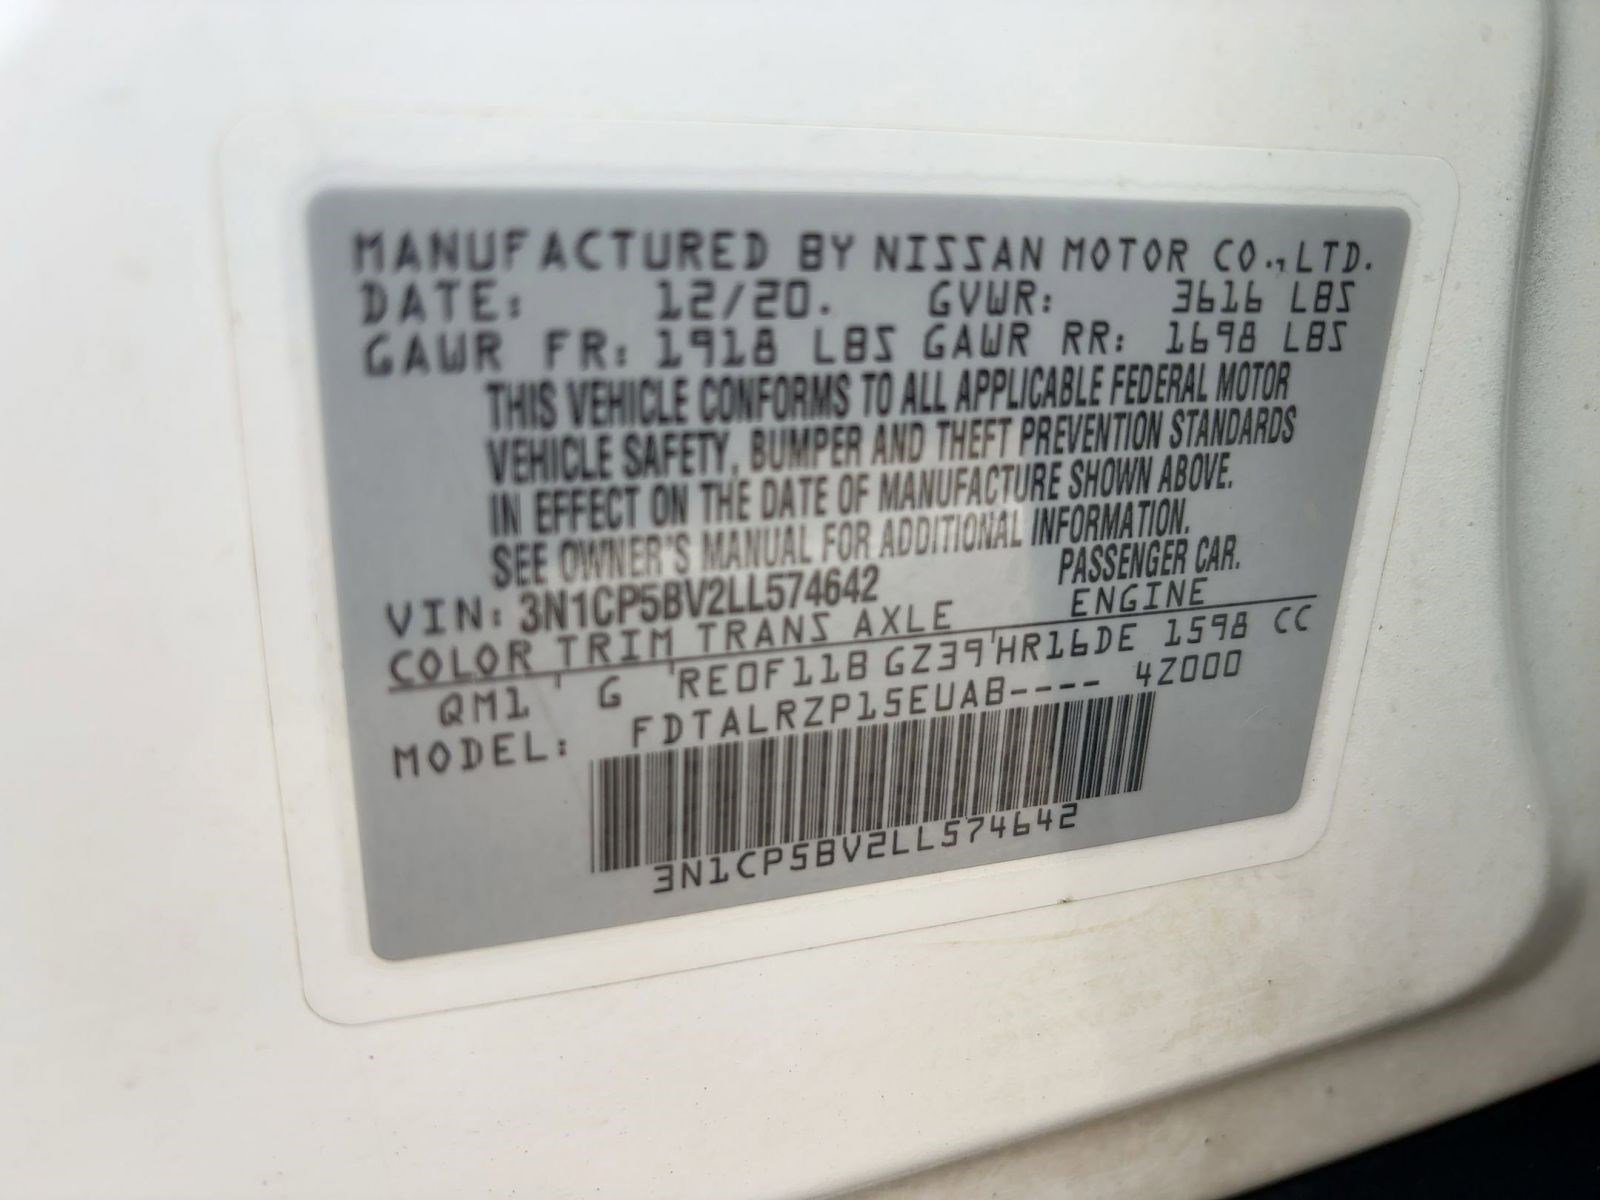 MANUFACTURED BY NISSAN MOTOR CO., LTD.
DATE: 12/20. GVWR: 3616 LBS
GAWR FR: 1918 LBS GAWR RR: 1698 LBS
THIS VEHICLE CONFORMS TO ALL APPLICABLE FEDERAL MOTOR
VEHICLE SAFETY, BUMPER AND THEFT PREVENTION STANDARDS
IN EFFECT ON THE DATE OF MANUFACTURE SHOWN ABOVE.
SEE OWNER'S MANUAL FOR ADDITIONAL INFORMATION.
VIN: 3N1CP5BV2LL574642 PASSENGER CAR.
COLOR TRIM TRANS AXLE ENGINE
QM1 ' G 'RE0F11B GZ39'HR16DE 1598 CC
MODEL: FDTALRZP15EUAB---- 4Z000
3N1CP5BV2LL574642